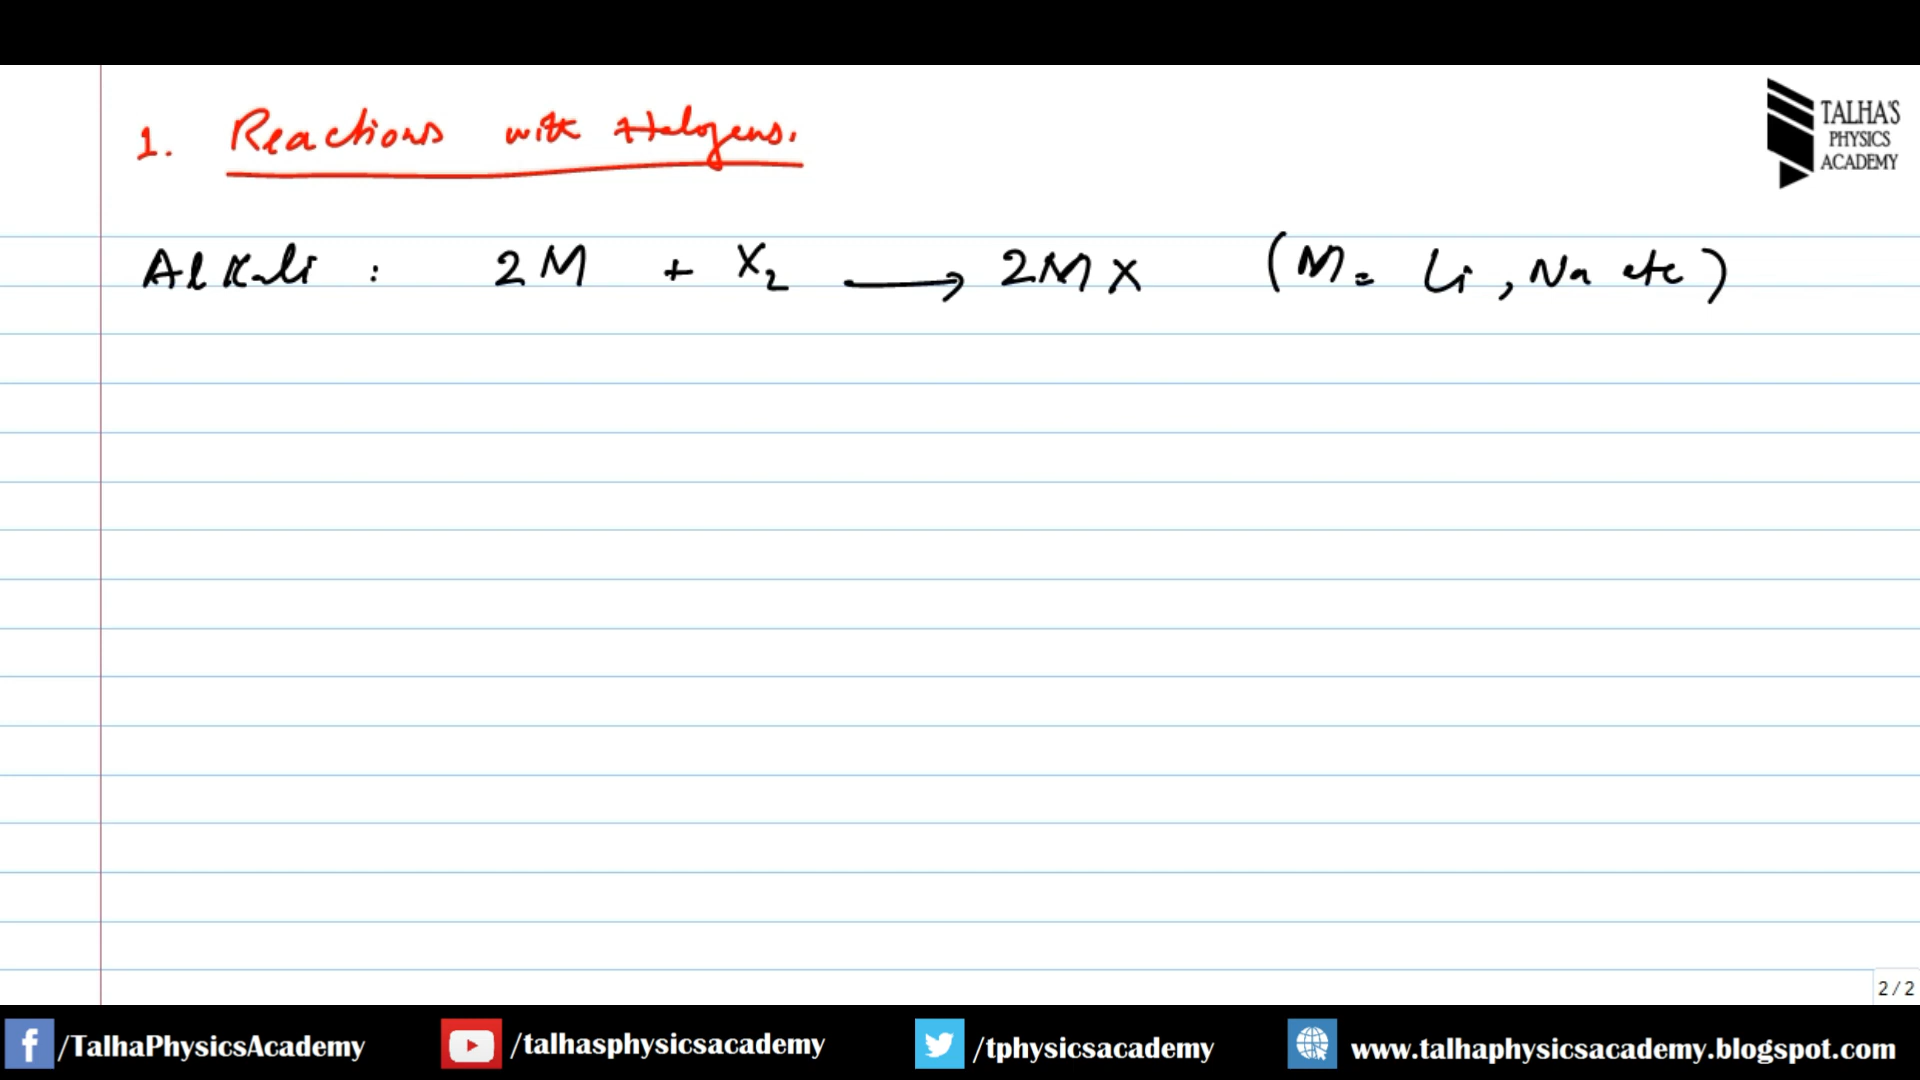 TALHA'S
PHYSICS
ACADEMY
1. Reactions with Halogens.
Alkali : 2M + X₂ → 2MX (M = Li, Na etc)
2/2
/TalhaPhysicsAcademy
/talhasphysicsacademy
/tphysicsacademy
www.talhaphysicsacademy.blogspot.com